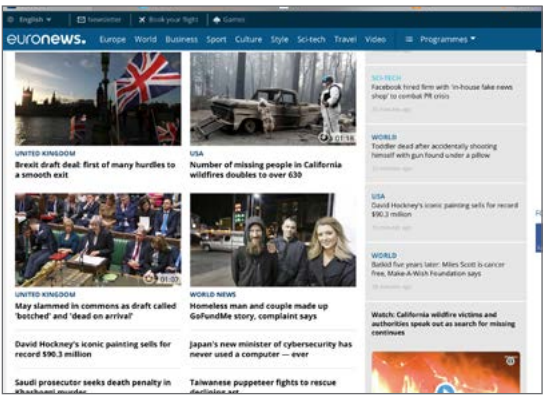 English
Newsletter
Book your flight
Games
euronews.
Europe World Business Sport Culture Style Sci-tech Travel Video Programmes
01:16
UNITED KINGDOM
Brexit draft deal: first of many hurdles to
a smooth exit
USA
Number of missing people in California
wildfires doubles to over 630
01:07
UNITED KINGDOM
May slammed in commons as draft called
'botched' and 'dead on arrival'
WORLD NEWS
Homeless man and couple made up
GoFundMe story, complaint says
David Hockney's iconic painting sells for
record $90.3 million
Japan's new minister of cybersecurity has
never used a computer — ever
Saudi prosecutor seeks death penalty in
Khashoggi murder
Taiwanese puppeteer fights to rescue
declining art
SCI-TECH
Facebook hired firm with 'in-house fake news
shop' to combat PR crisis
WORLD
Toddler dead after accidentally shooting
himself with gun found under a pillow
USA
David Hockney's iconic painting sells for record
$90.3 million
WORLD
Batkid five years later: Miles Scott is cancer
free, Make-A-Wish Foundation says
Watch: California wildfire victims and
authorities speak out as search for missing
continues